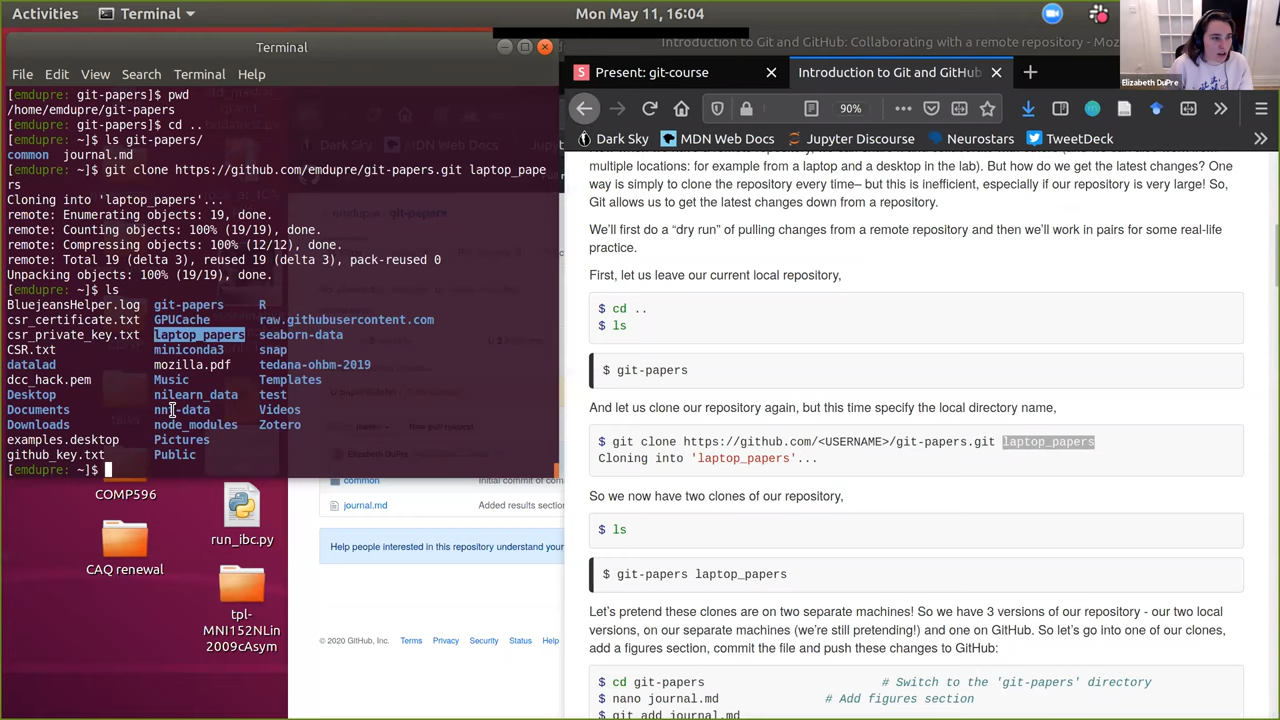 Activities
Terminal
Mon May 11, 16:04
Elizabeth DuPre
Terminal
File Edit View Search Terminal Help
[emdupre: git-papers]$ pwd
/home/emdupre/git-papers
[emdupre: git-papers]$ cd ..
[emdupre: ~]$ ls git-papers/
common journal.md
[emdupre: ~]$ git clone https://github.com/emdupre/git-papers.git laptop_pape
rs
Cloning into 'laptop_papers'...
remote: Enumerating objects: 19, done.
remote: Counting objects: 100% (19/19), done.
remote: Compressing objects: 100% (12/12), done.
remote: Total 19 (delta 3), reused 19 (delta 3), pack-reused 0
Unpacking objects: 100% (19/19), done.
[emdupre: ~]$ ls
BluejeansHelper.log git-papers R
csr_certificate.txt GPUCache raw.githubusercontent.com
csr_private_key.txt laptop_papers seaborn-data
CSR.txt miniconda3 snap
datalad mozilla.pdf tedana-ohbm-2019
dcc_hack.pem Music Templates
Desktop nilearn_data test
Documents nnt-data Videos
Downloads node_modules Zotero
examples.desktop Pictures
github_key.txt Public
[emdupre: ~]$
COMP596
CAQ renewal
run_ibc.py
tpl-
MNI152NLin
2009cAsym
common Initial commit of com
journal.md Added results section
Help people interested in this repository understand your
© 2020 GitHub, Inc. Terms Privacy Security Status Help
Introduction to Git and GitHub: Collaborating with a remote repository - Moz
Present: git-course
Introduction to Git and GitHub
90%
Dark Sky MDN Web Docs Jupyter Discourse Neurostars TweetDeck
multiple locations: for example from a laptop and a desktop in the lab). But how do we get the latest changes? One
way is simply to clone the repository every time– but this is inefficient, especially if our repository is very large! So,
Git allows us to get the latest changes down from a repository.
We'll first do a “dry run” of pulling changes from a remote repository and then we'll work in pairs for some real-life
practice.
First, let us leave our current local repository,
$ cd ..
$ ls
$ git-papers
And let us clone our repository again, but this time specify the local directory name,
$ git clone https://github.com/<USERNAME>/git-papers.git laptop_papers
Cloning into 'laptop_papers'...
So we now have two clones of our repository,
$ ls
$ git-papers laptop_papers
Let's pretend these clones are on two separate machines! So we have 3 versions of our repository - our two local
versions, on our separate machines (we're still pretending!) and one on GitHub. So let's go into one of our clones,
add a figures section, commit the file and push these changes to GitHub:
$ cd git-papers # Switch to the 'git-papers' directory
$ nano journal.md # Add figures section
$ git add journal.md